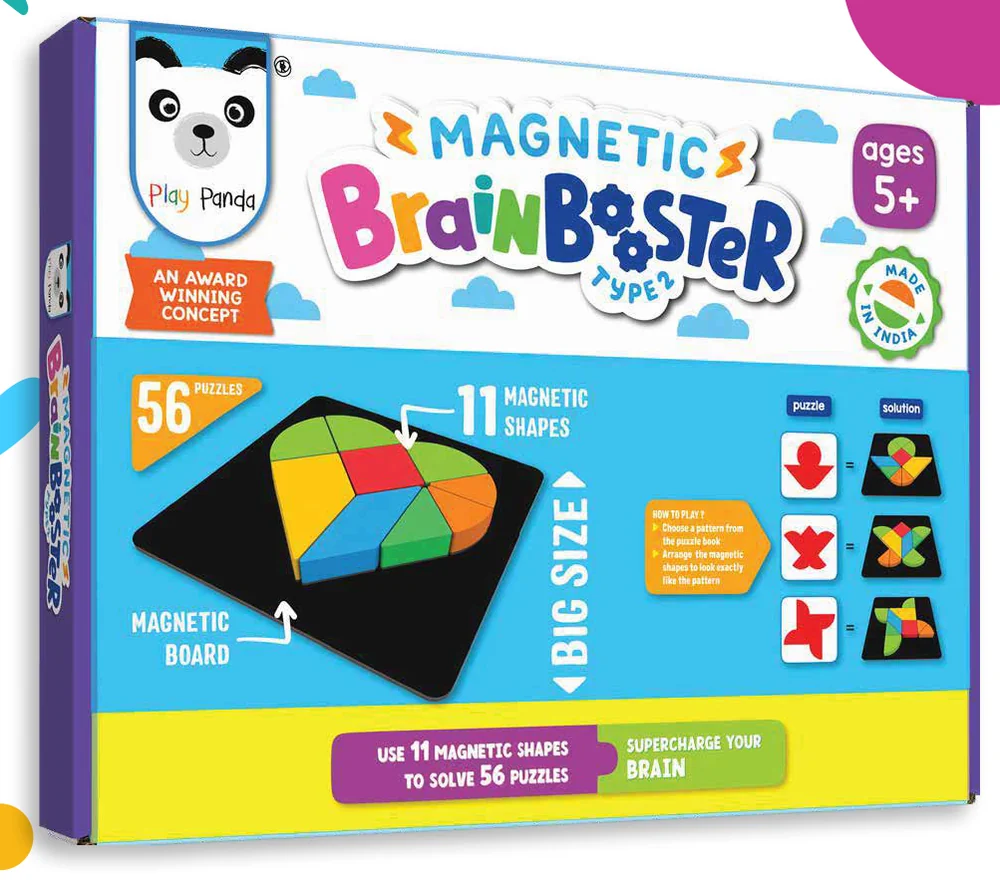 ®
Play Panda
MAGNETIC
BrainBooster
TYPE 2
ages
5+
MADE
IN INDIA
AN AWARD
WINNING
CONCEPT
56 PUZZLES
11 MAGNETIC
SHAPES
BIG SIZE
MAGNETIC
BOARD
HOW TO PLAY ?
Choose a pattern from
the puzzle book
Arrange the magnetic
shapes to look exactly
like the pattern
puzzle
solution
=
=
=
USE 11 MAGNETIC SHAPES
TO SOLVE 56 PUZZLES
SUPERCHARGE YOUR
BRAIN
Play Panda
MAGNETIC
BrainBooster